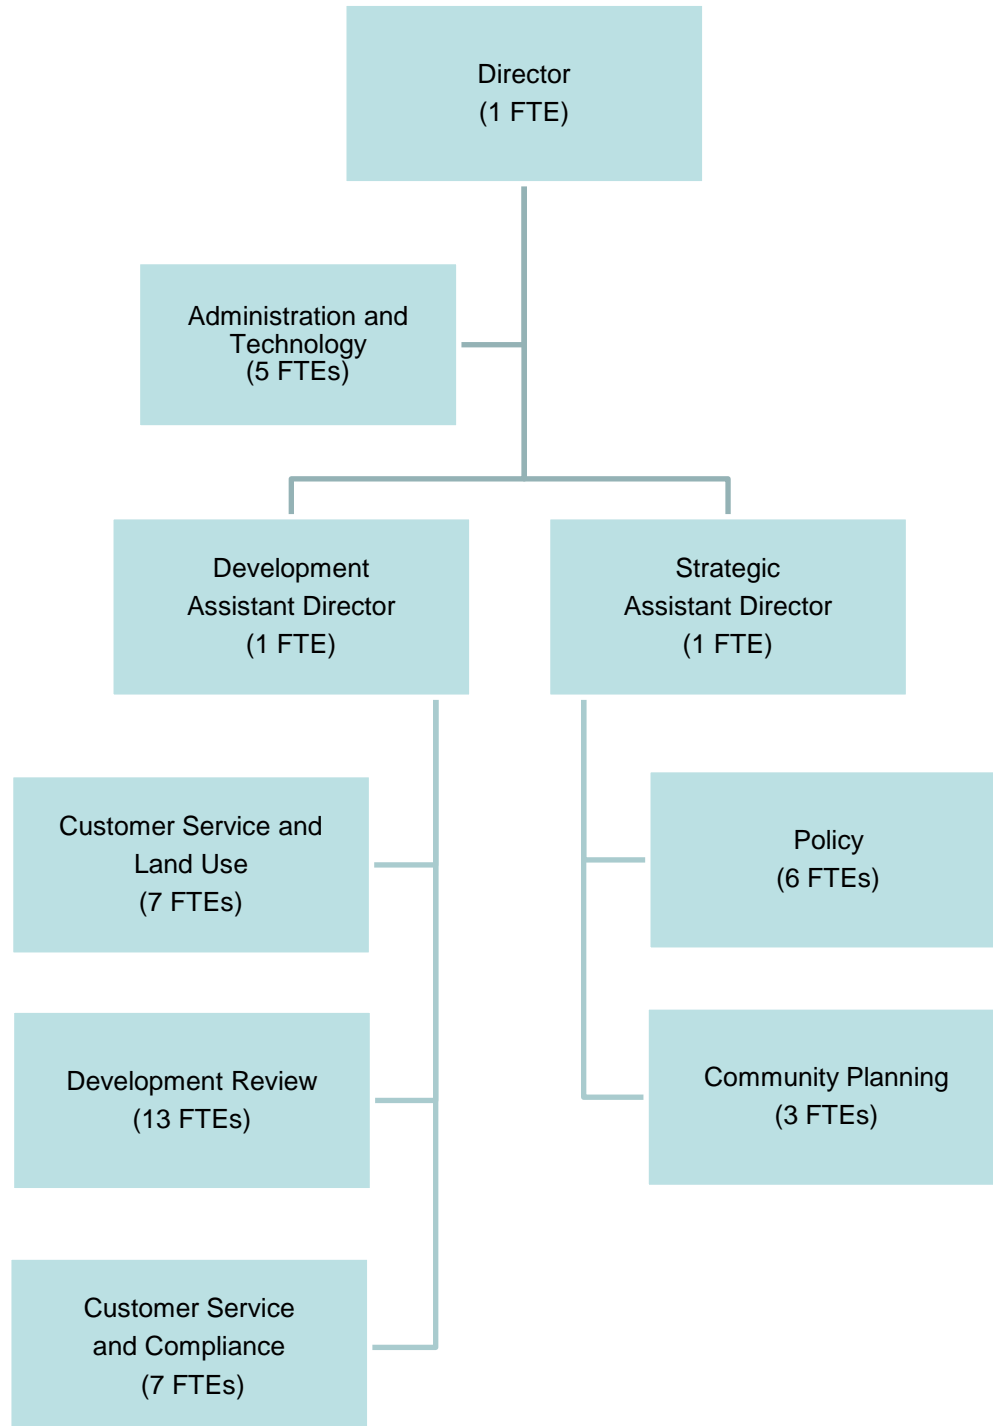 Director
(1 FTE)
Administration and
Technology
(5 FTEs)
Development
Assistant Director
(1 FTE)
Strategic
Assistant Director
(1 FTE)
Customer Service and
Land Use
(7 FTEs)
Development Review
(13 FTEs)
Customer Service
and Compliance
(7 FTEs)
Policy
(6 FTEs)
Community Planning
(3 FTEs)